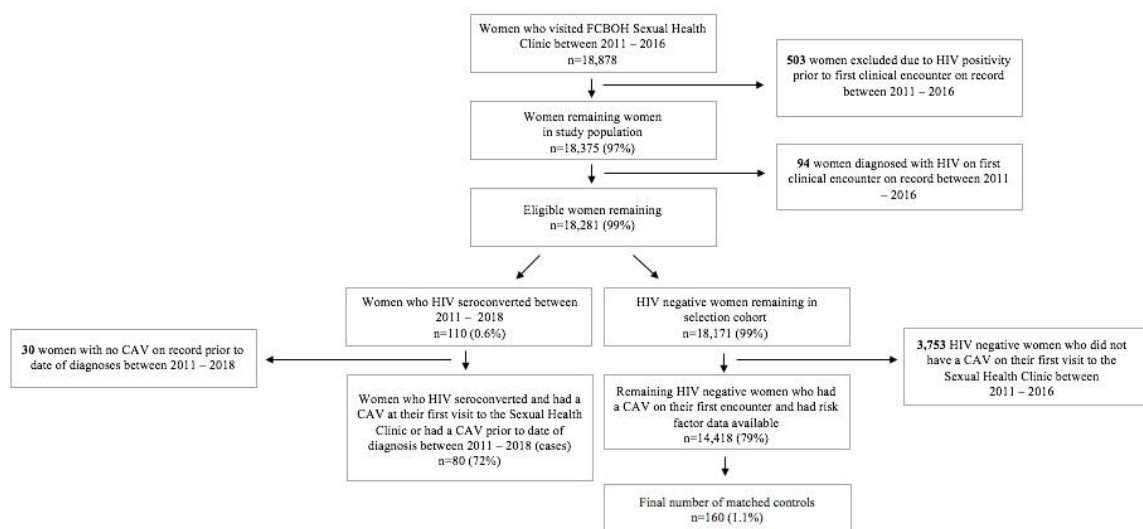 Women who visited FCBOH Sexual Health
Clinic between 2011 – 2016
n=18,878
503 women excluded due to HIV positivity
prior to first clinical encounter on record
between 2011 – 2016
Women remaining women
in study population
n=18,375 (97%)
94 women diagnosed with HIV on first
clinical encounter on record between 2011
– 2016
Eligible women remaining
n=18,281 (99%)
Women who HIV seroconverted between
2011 – 2018
n=110 (0.6%)
HIV negative women remaining in
selection cohort
n=18,171 (99%)
30 women with no CAV on record prior to
date of diagnoses between 2011 – 2018
3,753 HIV negative women who did not
have a CAV on their first visit to the
Sexual Health Clinic between
2011 – 2016
Women who HIV seroconverted and had a
CAV at their first visit to the Sexual Health
Clinic or had a CAV prior to date of
diagnosis between 2011 – 2018 (cases)
n=80 (72%)
Remaining HIV negative women who had
a CAV on their first encounter and had risk
factor data available
n=14,418 (79%)
Final number of matched controls
n=160 (1.1%)